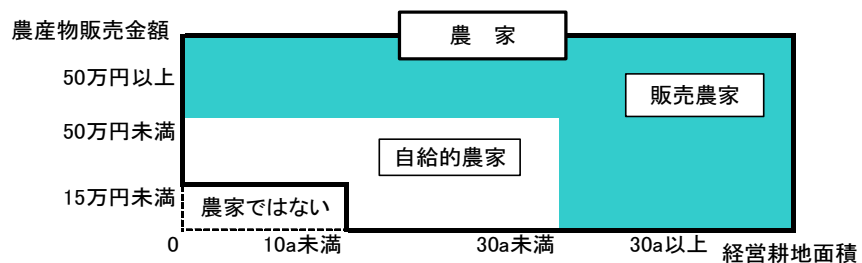 農産物販売金額
農　家
50万円以上
販売農家
50万円未満
自給的農家
15万円未満
農家ではない
0
10a未満
30a未満
30a以上
経営耕地面積